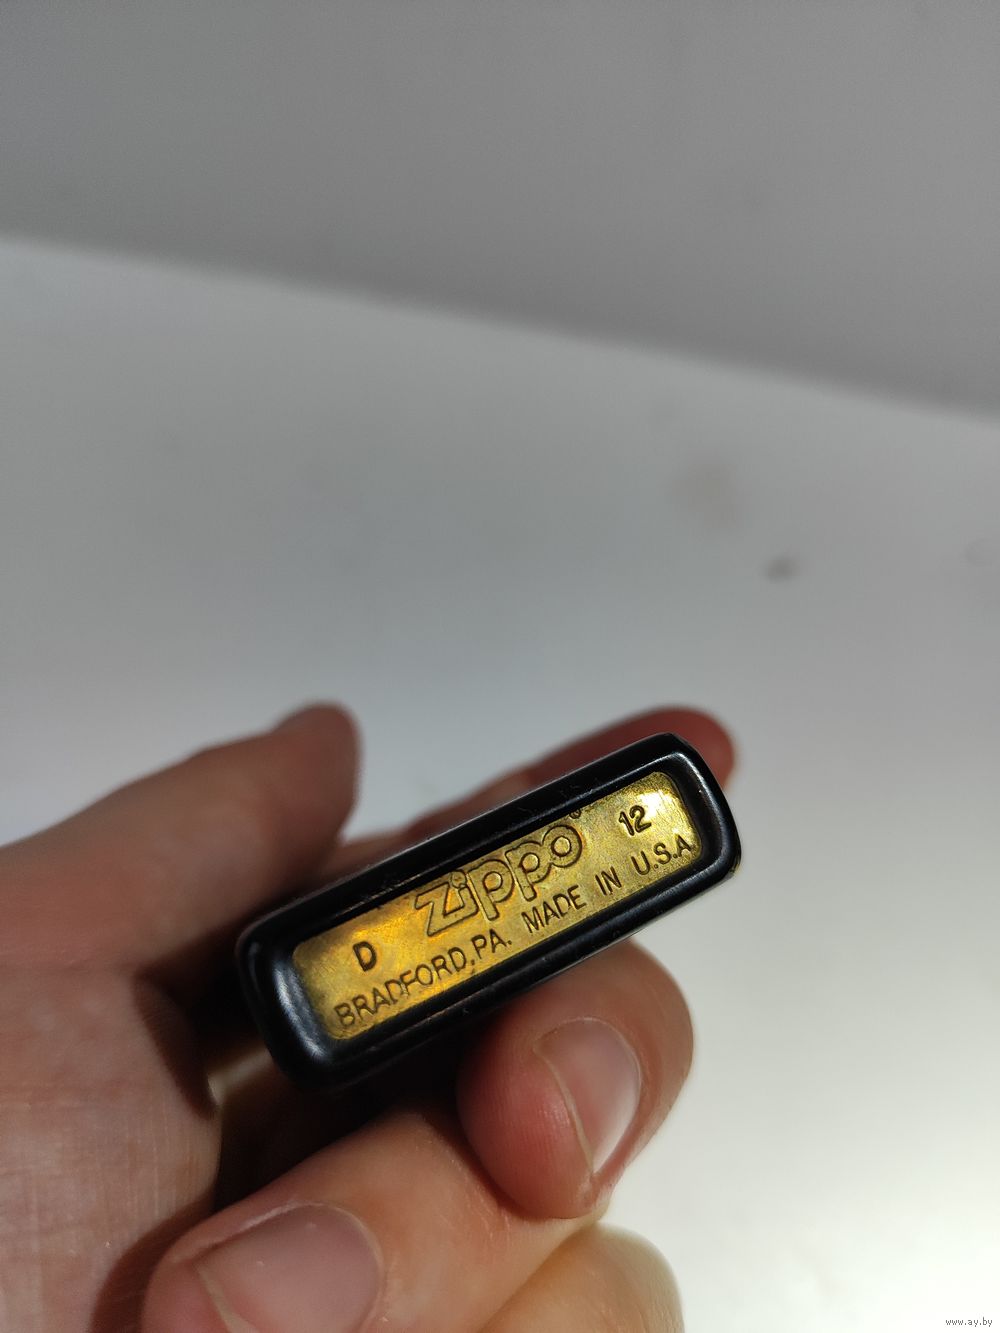 D zippo® 12
BRADFORD, PA. MADE IN U.S.A
www.ay.by